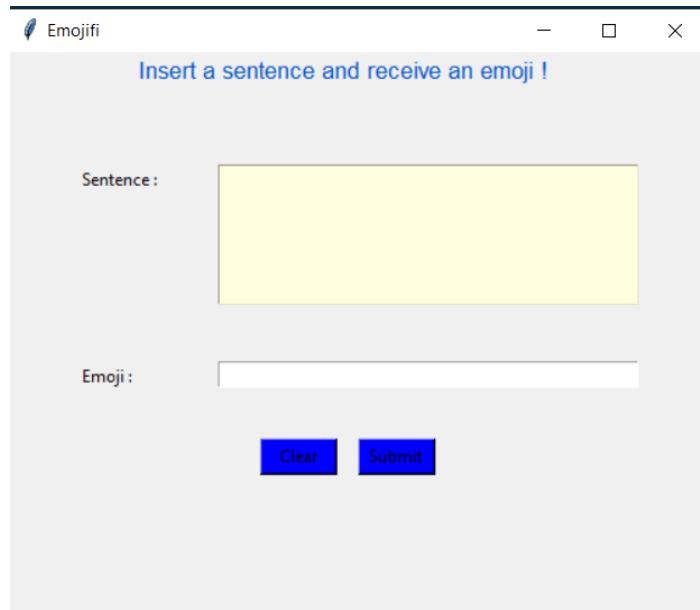 Emojifi
Insert a sentence and receive an emoji !
Sentence :
Emoji :
Clear Submit